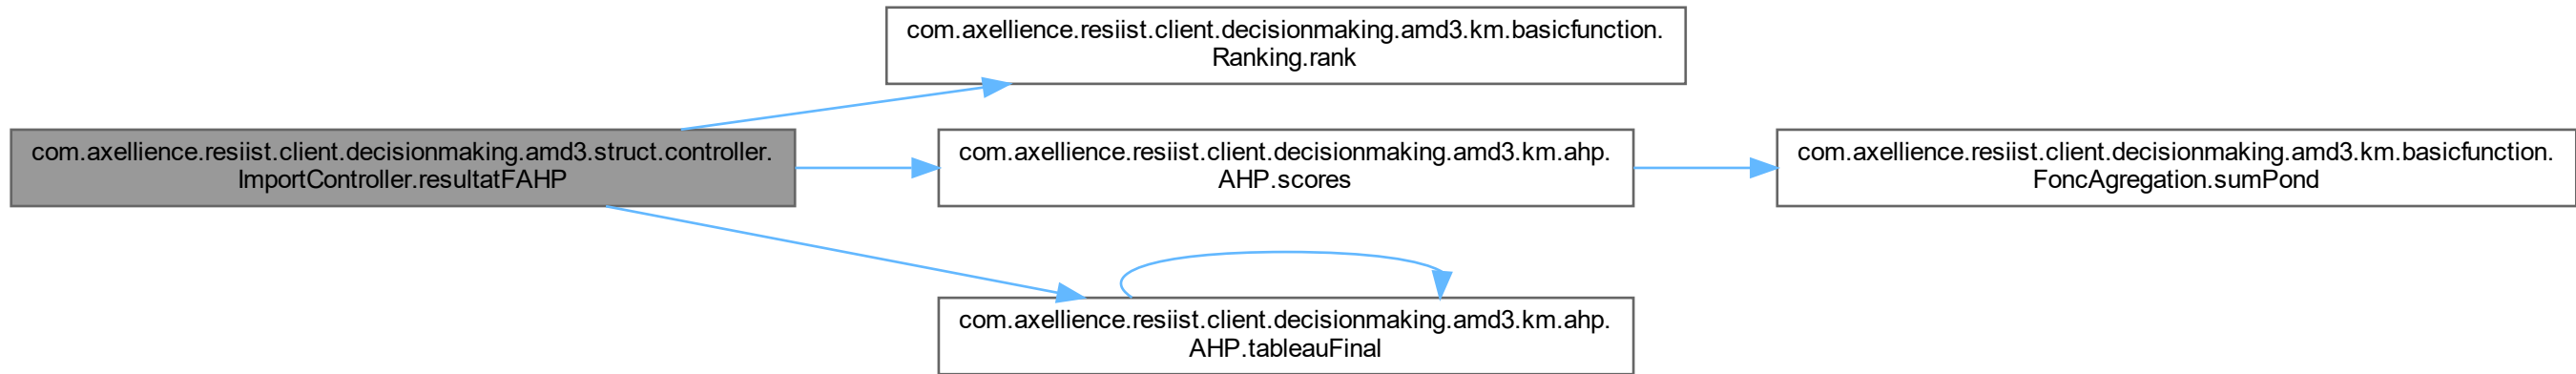 com.axellience.resiist.client.decisionmaking.amd3.km.basicfunction.
Ranking.rank
com.axellience.resiist.client.decisionmaking.amd3.struct.controller.
ImportController.resultatFAHP
com.axellience.resiist.client.decisionmaking.amd3.km.ahp.
AHP.scores
com.axellience.resiist.client.decisionmaking.amd3.km.basicfunction.
FoncAgregation.sumPond
com.axellience.resiist.client.decisionmaking.amd3.km.ahp.
AHP.tableauFinal